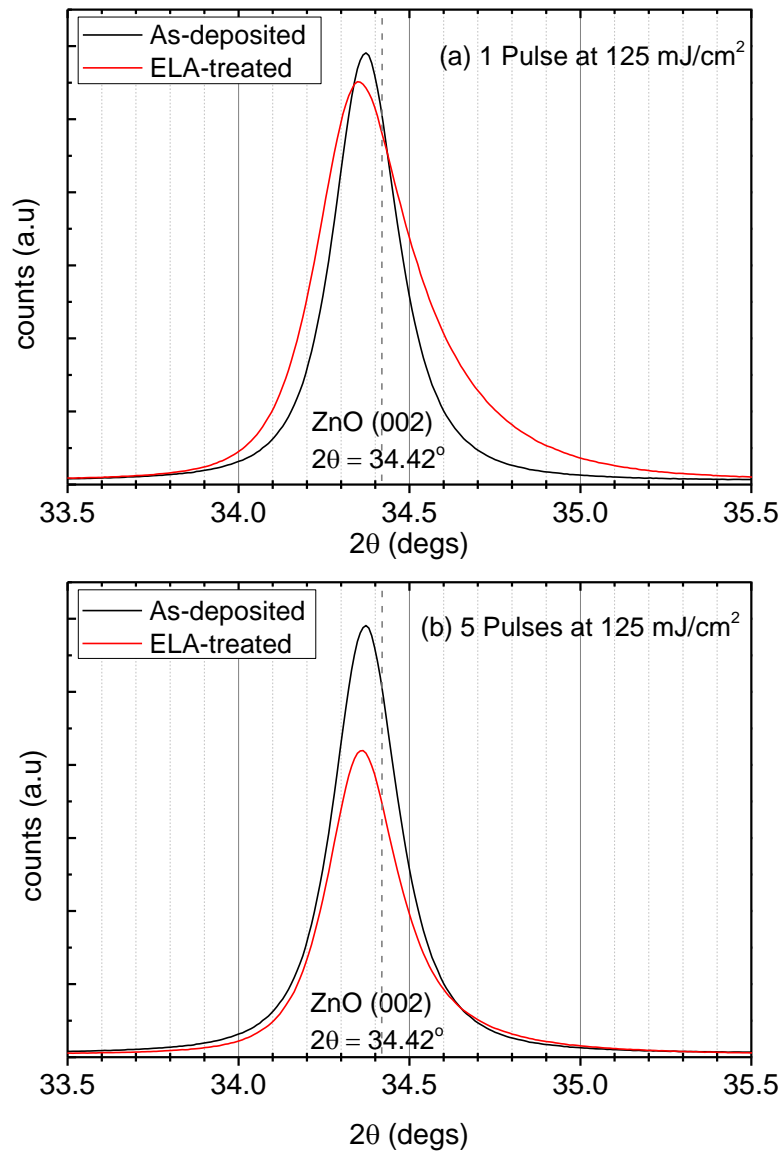 As-deposited
ELA-treated
(a) 1 Pulse at 125 mJ/cm²
counts (a.u)
ZnO (002)
2θ = 34.42°
33.5 34.0 34.5 35.0 35.5
2θ (degs)
As-deposited
ELA-treated
(b) 5 Pulses at 125 mJ/cm²
counts (a.u)
ZnO (002)
2θ = 34.42°
33.5 34.0 34.5 35.0 35.5
2θ (degs)